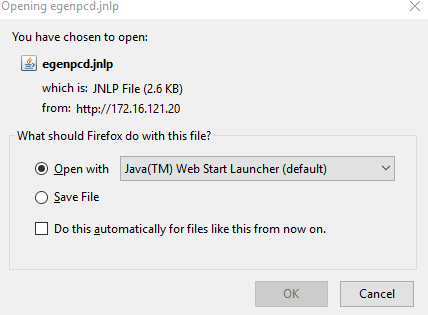 Opening egenpcd.jnlp
You have chosen to open:
egenpcd.jnlp
which is: JNLP File (2.6 KB)
from: http://172.16.121.20
What should Firefox do with this file?
Open with Java(TM) Web Start Launcher (default)
Save File
Do this automatically for files like this from now on.
OK Cancel